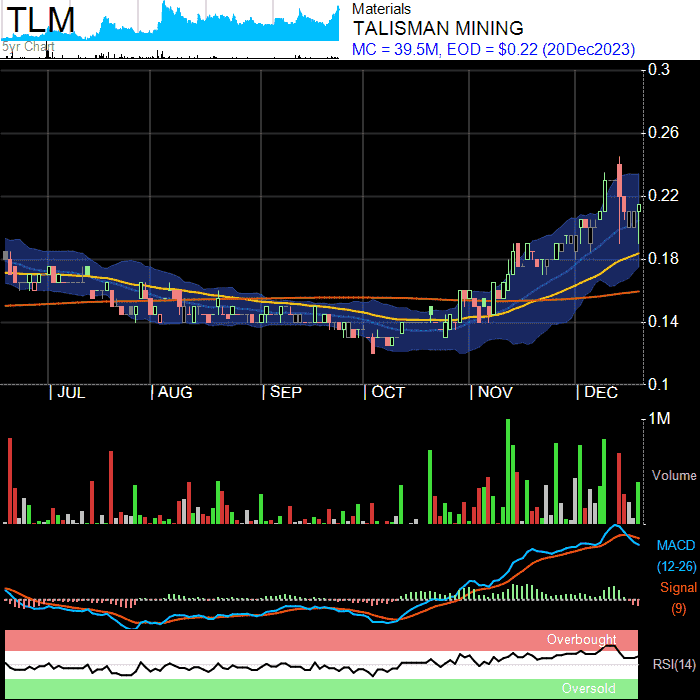 TLM
5yr Chart
Materials
TALISMAN MINING
MC = 39.5M, EOD = $0.22 (20Dec2023)
0.3
0.26
0.22
0.18
0.14
0.1
JUL AUG SEP OCT NOV DEC
1M
Volume
MACD
(12-26)
Signal
(9)
Overbought
RSI(14)
Oversold